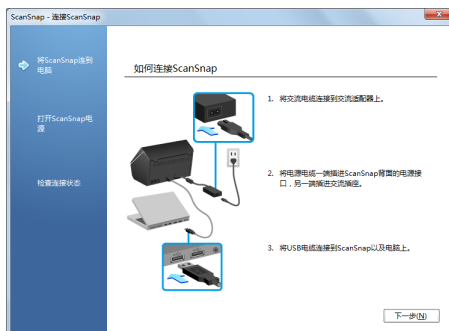 ScanSnap - 连接ScanSnap
将ScanSnap连到
电脑
打开ScanSnap电
源
检查连接状态
如何连接ScanSnap
1. 将交流电缆连接到交流适配器上。
2. 将电源电缆一端插进ScanSnap背面的电源接
口，另一端插进交流插座。
3. 将USB电缆连接到ScanSnap以及电脑上。
下一步(N)